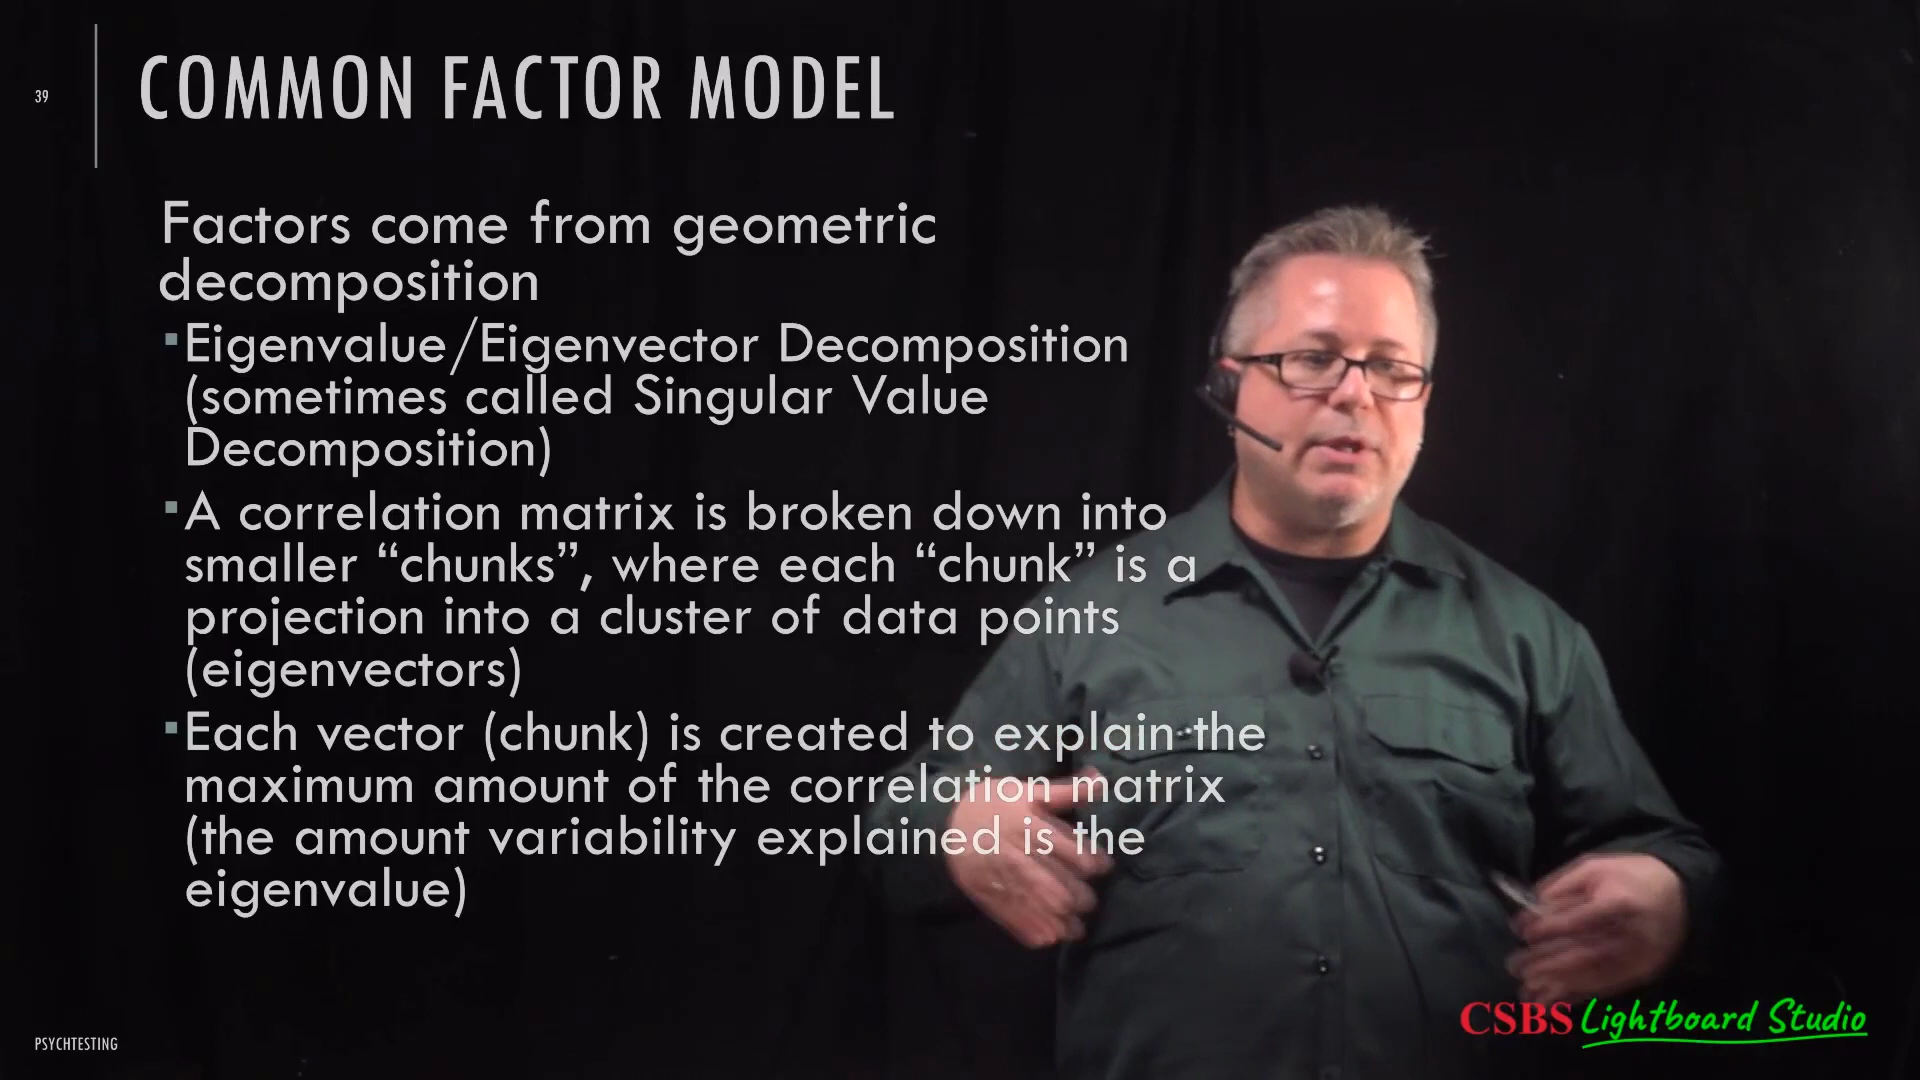 39
COMMON FACTOR MODEL
Factors come from geometric
decomposition
Eigenvalue/Eigenvector Decomposition
(sometimes called Singular Value
Decomposition)
A correlation matrix is broken down into
smaller “chunks”, where each “chunk” is a
projection into a cluster of data points
(eigenvectors)
Each vector (chunk) is created to explain the
maximum amount of the correlation matrix
(the amount variability explained is the
eigenvalue)
CSBS Lightboard Studio
PSYCHTESTING